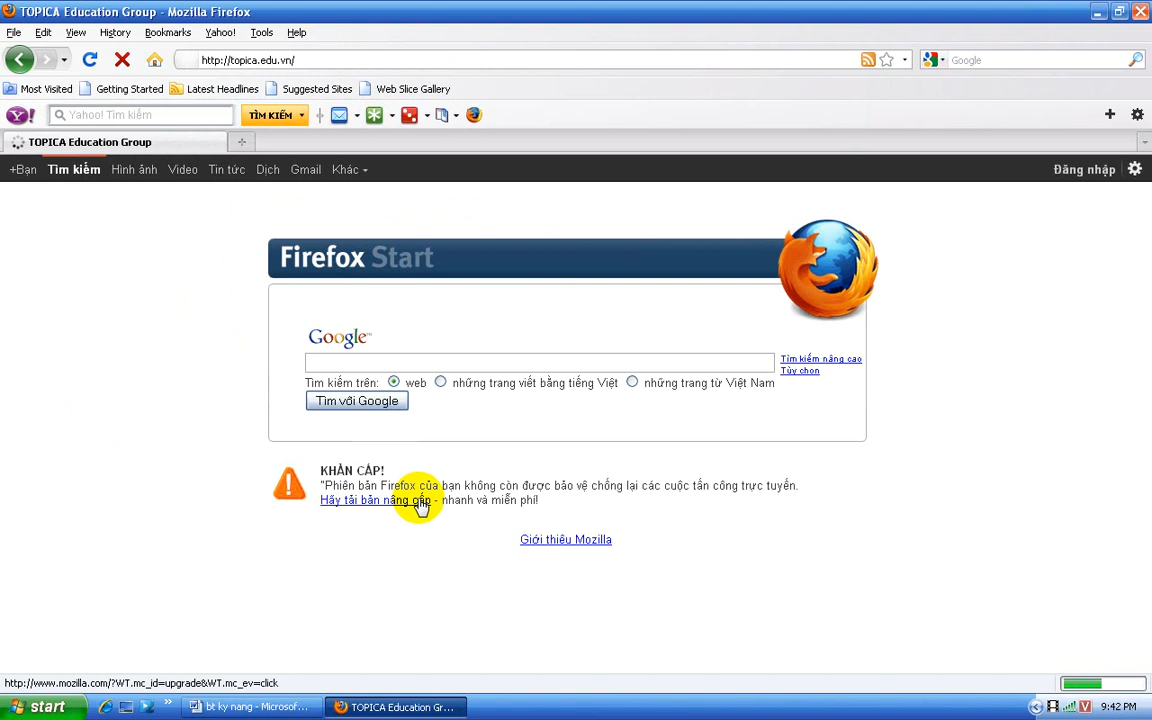 TOPICA Education Group - Mozilla Firefox
File Edit View History Bookmarks Yahoo! Tools Help
http://topica.edu.vn/ Google
Most Visited Getting Started Latest Headlines Suggested Sites Web Slice Gallery
Y! Yahoo! Tìm kiếm TÌM KIẾM
TOPICA Education Group
+Bạn Tìm kiếm Hình ảnh Video Tin tức Dịch Gmail Khác Đăng nhập
Firefox Start
Google™
Tìm kiếm nâng cao
Tùy chọn
Tìm kiếm trên: web những trang viết bằng tiếng Việt những trang từ Việt Nam
Tìm với Google
KHẨN CẤP!
"Phiên bản Firefox của bạn không còn được bảo vệ chống lại các cuộc tấn công trực tuyến.
Hãy tải bản nâng cấp - nhanh và miễn phí!
Giới thiệu Mozilla
http://www.mozilla.com/?WT.mc_id=upgrade&WT.mc_ev=click
start bt ky nang - Microsof... TOPICA Education Gr... V 9:42 PM